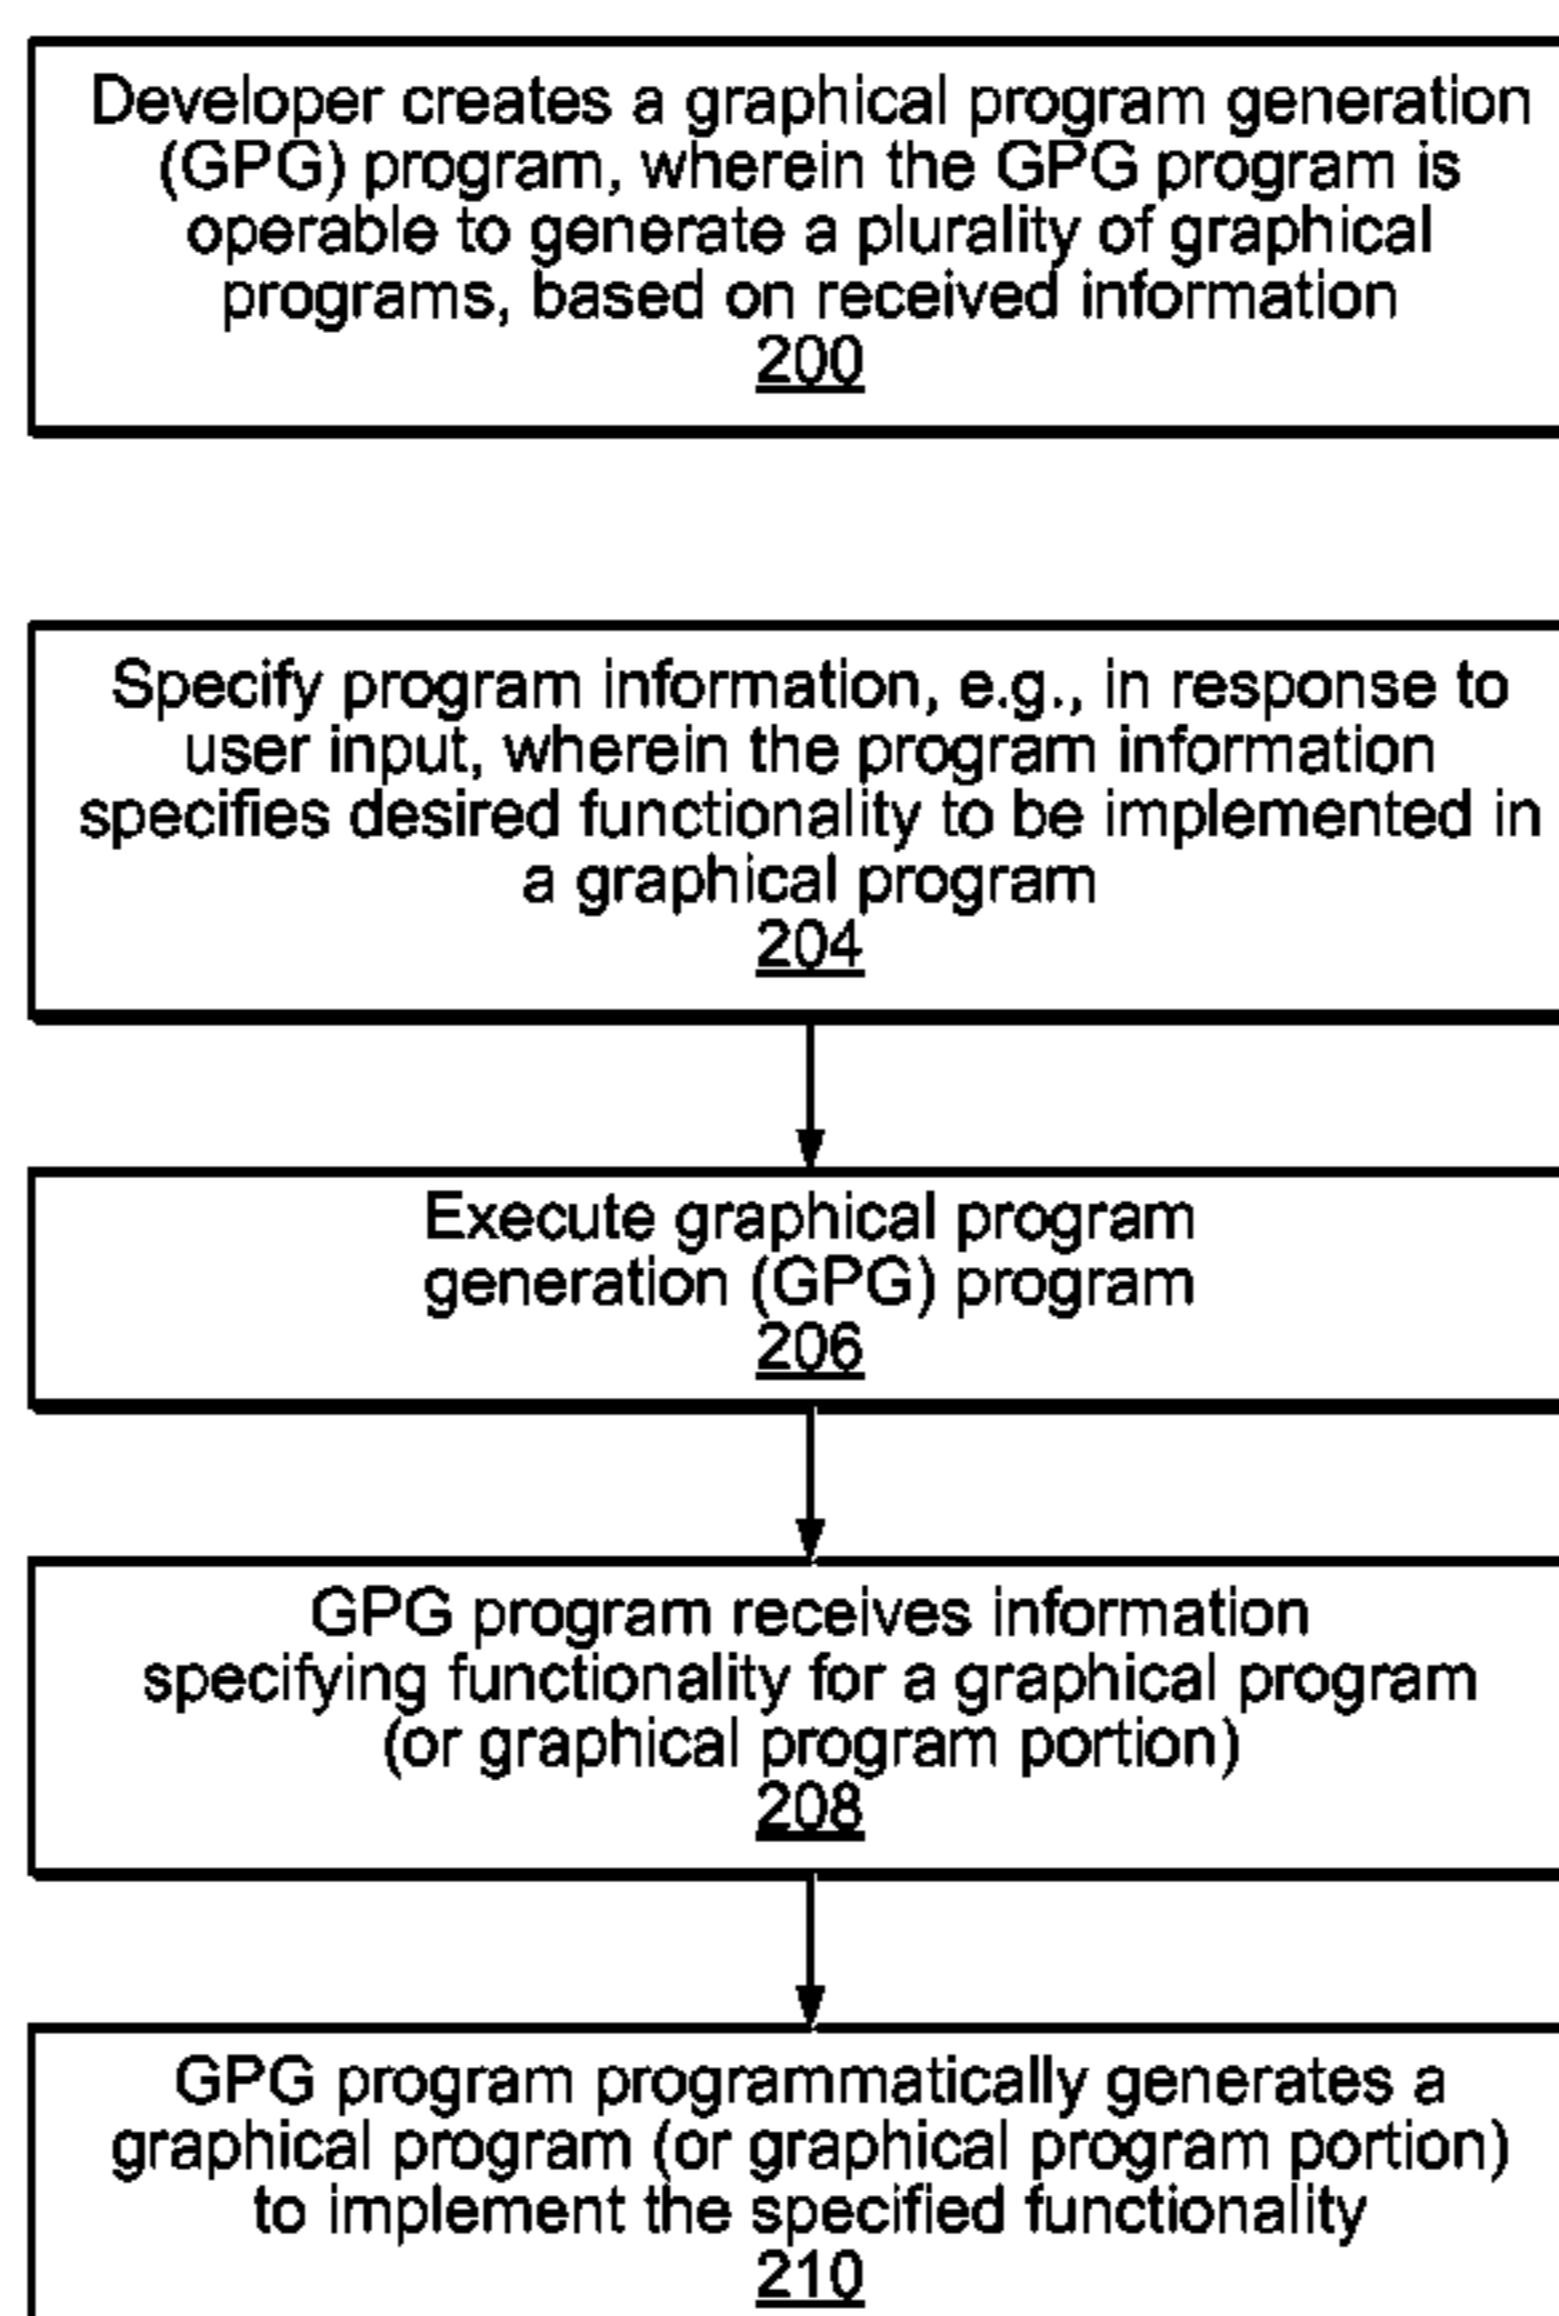 Developer creates a graphical program generation
(GPG) program, wherein the GPG program is
operable to generate a plurality of graphical
programs, based on received information
200
Specify program information, e.g., in response to
user input, wherein the program information
specifies desired functionality to be implemented in
a graphical program
204
Execute graphical program
generation (GPG) program
206
GPG program receives information
specifying functionality for a graphical program
(or graphical program portion)
208
GPG program programmatically generates a
graphical program (or graphical program portion)
to implement the specified functionality
210